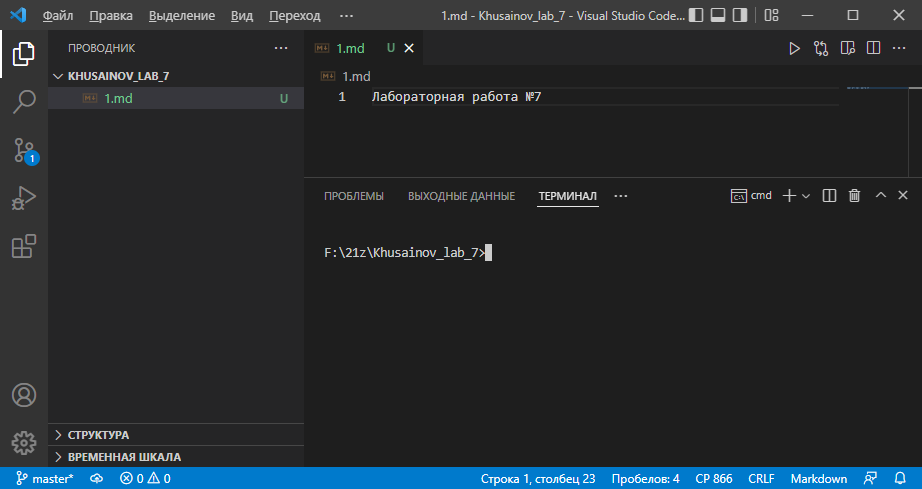 Файл Правка Выделение Вид Переход ··· 1.md - Khusainov_lab_7 - Visual Studio Code...
ПРОВОДНИК ···
KHUSAINOV_LAB_7
1.md U
СТРУКТУРА
ВРЕМЕННАЯ ШКАЛА
1.md U
1.md
1 Лабораторная работа №7
ПРОБЛЕМЫ ВЫХОДНЫЕ ДАННЫЕ ТЕРМИНАЛ ··· cmd
F:\21z\Khusainov_lab_7>
1
master* 0 0 Строка 1, столбец 23 Пробелов: 4 CP 866 CRLF Markdown